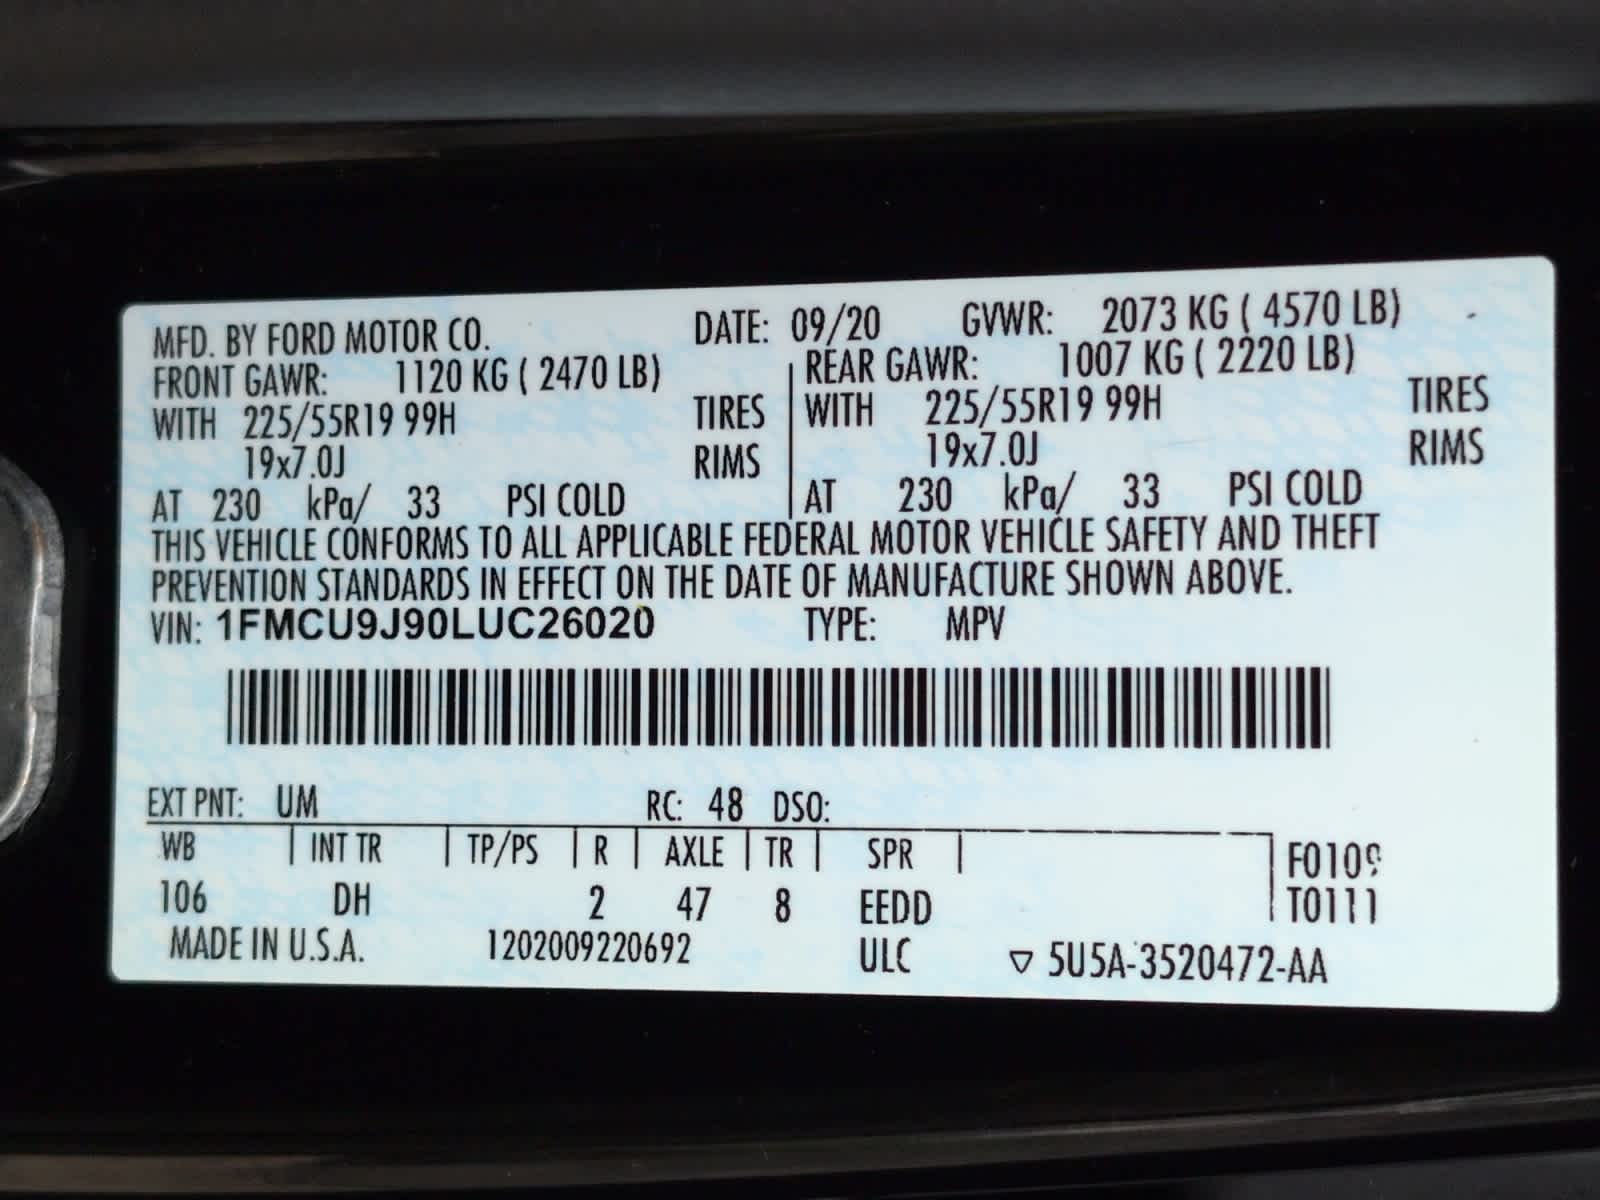 MFD. BY FORD MOTOR CO. DATE: 09/20 GVWR: 2073 KG ( 4570 LB)
FRONT GAWR: 1120 KG ( 2470 LB) REAR GAWR: 1007 KG ( 2220 LB)
WITH 225/55R19 99H TIRES WITH 225/55R19 99H TIRES
19x7.0J RIMS 19x7.0J RIMS
AT 230 kPa/ 33 PSI COLD AT 230 kPa/ 33 PSI COLD
THIS VEHICLE CONFORMS TO ALL APPLICABLE FEDERAL MOTOR VEHICLE SAFETY AND THEFT
PREVENTION STANDARDS IN EFFECT ON THE DATE OF MANUFACTURE SHOWN ABOVE.
VIN: 1FMCU9J90LUC26020 TYPE: MPV
EXT PNT: UM RC: 48 DSO:
WB INT TR TP/PS R AXLE TR SPR F0109
106 DH 2 47 8 EEDD T0111
MADE IN U.S.A. 1202009220692 ULC ▽ 5U5A-3520472-AA